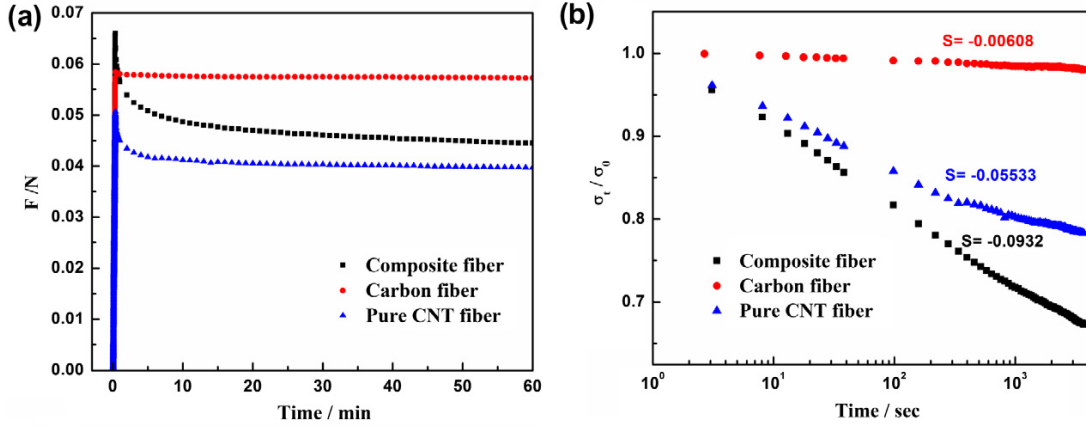 (a)
0.07
0.06
0.05
0.04
0.03
0.02
0.01
0.00
F /N
Composite fiber
Carbon fiber
Pure CNT fiber
0 10 20 30 40 50 60
Time / min
(b)
S= -0.00608
1.0
0.9
0.8
0.7
σt / σ0
S= -0.05533
S= -0.0932
Composite fiber
Carbon fiber
Pure CNT fiber
10⁰ 10¹ 10² 10³
Time / sec